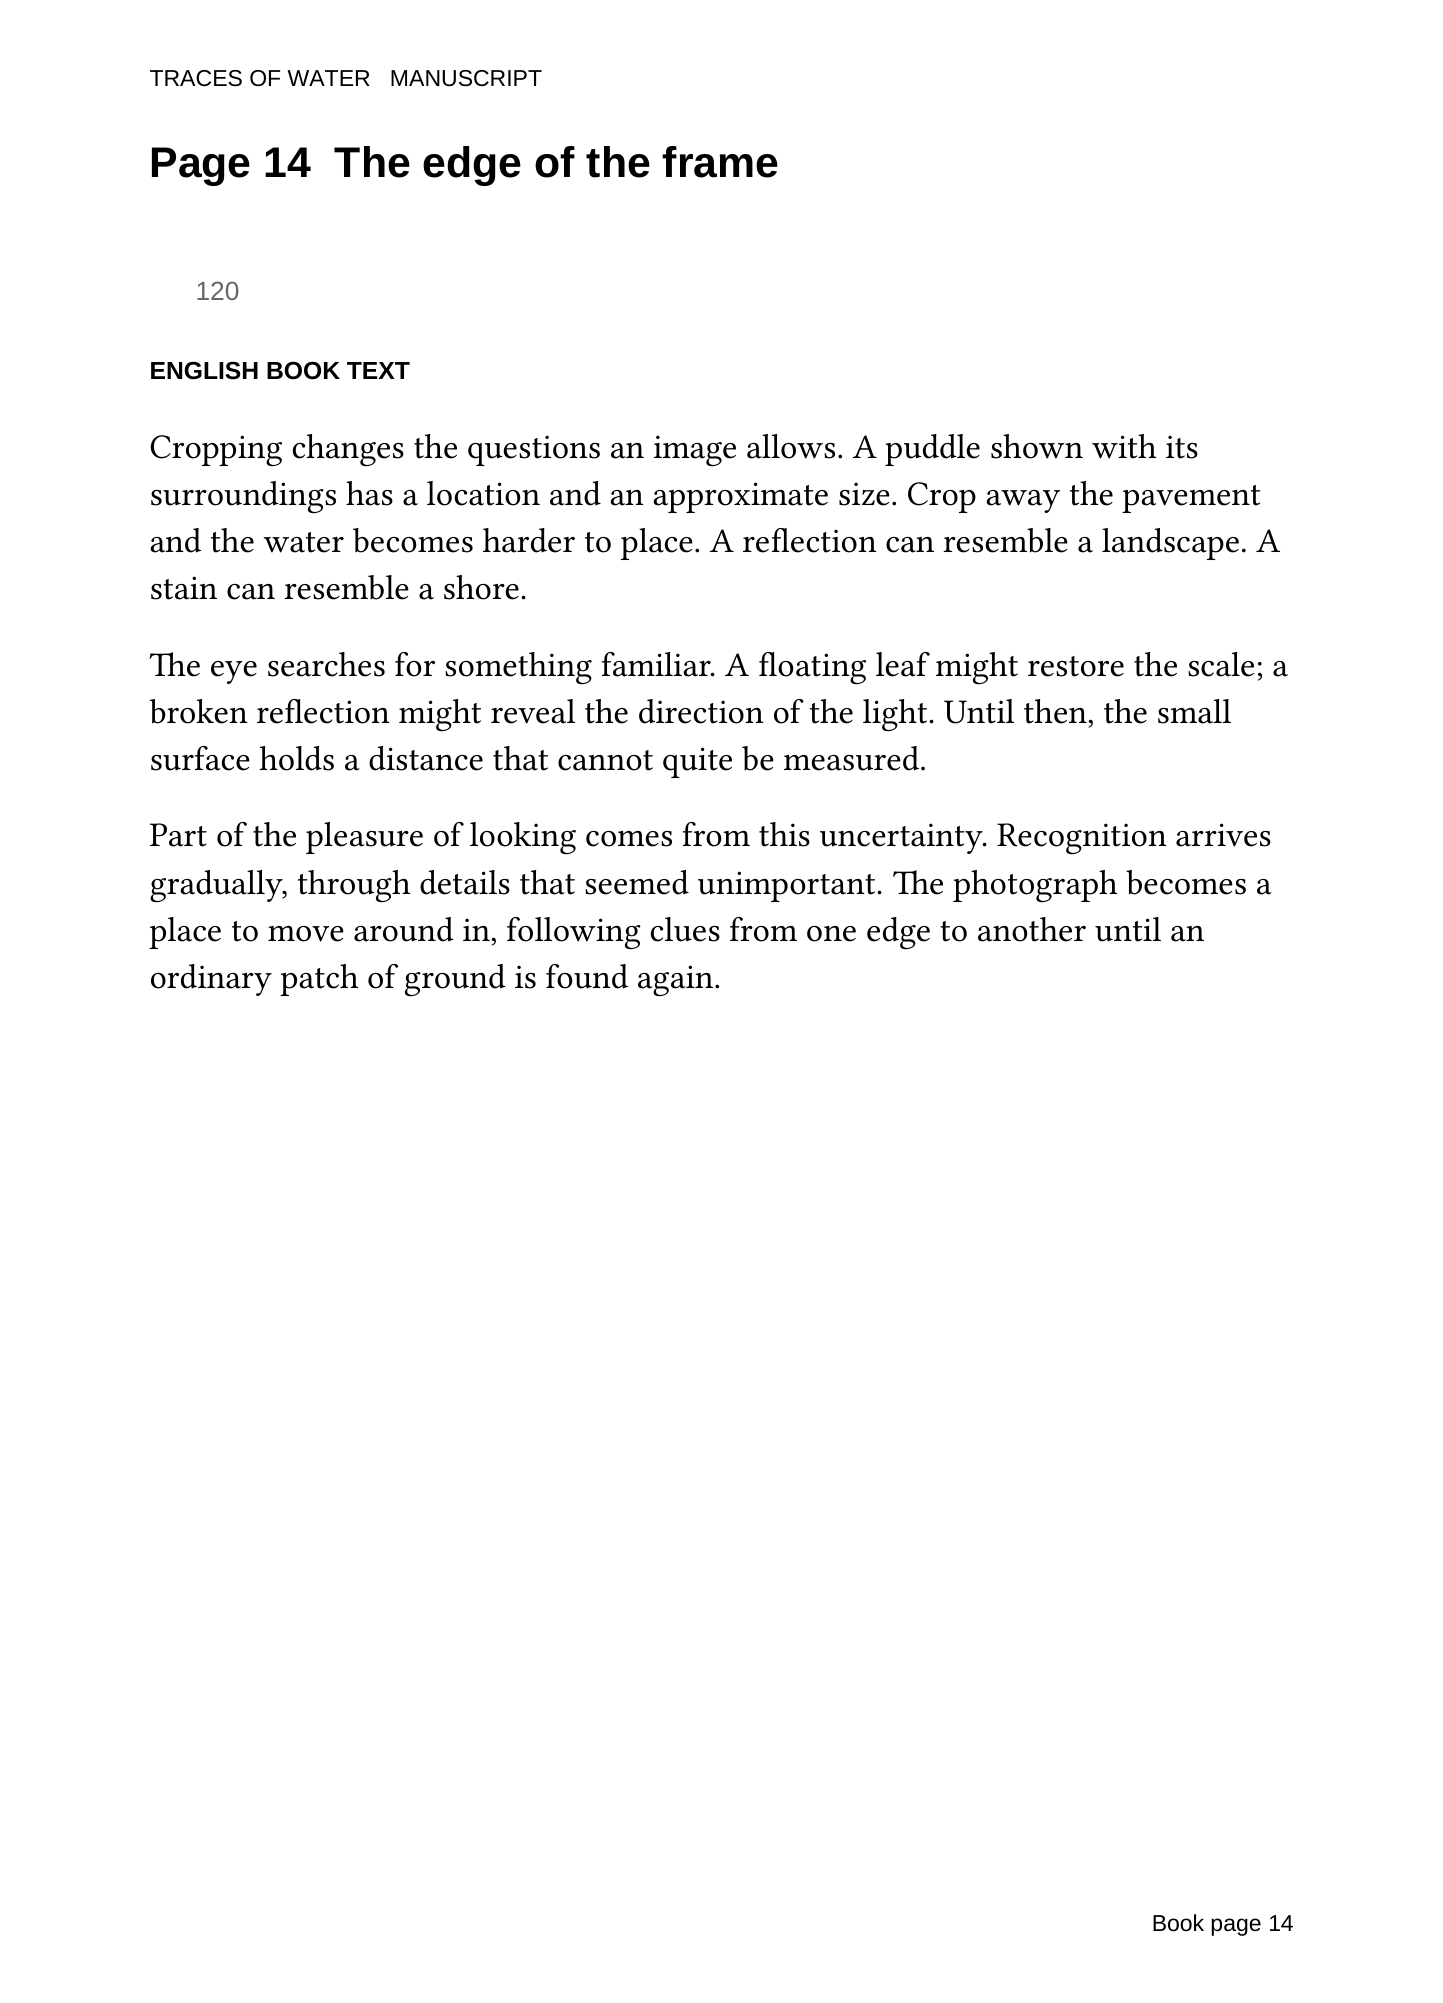 TRACES OF WATER MANUSCRIPT
Page 14 The edge of the frame
120
ENGLISH BOOK TEXT
Cropping changes the questions an image allows. A puddle shown with its
surroundings has a location and an approximate size. Crop away the pavement
and the water becomes harder to place. A reflection can resemble a landscape. A
stain can resemble a shore.
The eye searches for something familiar. A floating leaf might restore the scale; a
broken reflection might reveal the direction of the light. Until then, the small
surface holds a distance that cannot quite be measured.
Part of the pleasure of looking comes from this uncertainty. Recognition arrives
gradually, through details that seemed unimportant. The photograph becomes a
place to move around in, following clues from one edge to another until an
ordinary patch of ground is found again.
Book page 14